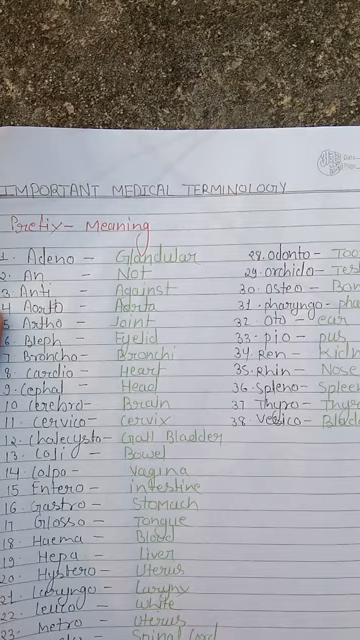 IMPORTANT MEDICAL TERMINOLOGY
Prefix - Meaning
1. Adeno - Glandular
2. An - Not
3. Anti - Against
4 Aorth - Aorta
5 Artho - Joint
6. Bleph - Eyelid
7 Broncho - Bronchi
8. Cardio - Heart
9. Cephal - Head
10 Cerebro - Brain
11. Cervico - Cervix
12. Cholecysto - Gall Bladder
13. Coli - Bowel
14. Colpo - Vagina
15 Entero - intestine
16. Gastro - Stomach
17 Glosso - Tongue
18. Haema - Blood
19. Hepa - Liver
20. Hystero - Uterus
21. Laryngo - Larynx
22. Leuco - White
23. Metro - Uterus
Spinal Cord
29. orchido -
30. Osteo -
31. pharyngo -
32 Oto - ear
33. pio - pus
34. Ren -
35. Rhin - Nose
36. Spleno - Spleen
37 Thyro -
38 Vesico -